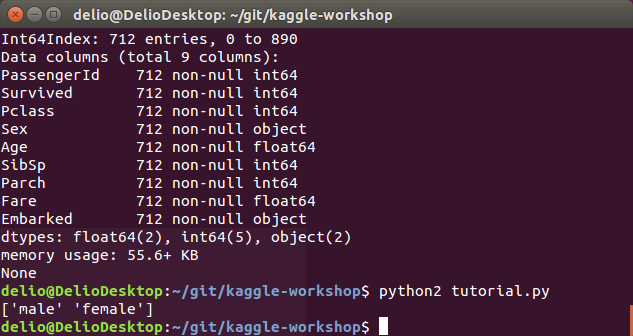 delio@DelioDesktop: ~/git/kaggle-workshop
Int64Index: 712 entries, 0 to 890
Data columns (total 9 columns):
PassengerId    712 non-null int64
Survived       712 non-null int64
Pclass         712 non-null int64
Sex            712 non-null object
Age            712 non-null float64
SibSp          712 non-null int64
Parch          712 non-null int64
Fare           712 non-null float64
Embarked       712 non-null object
dtypes: float64(2), int64(5), object(2)
memory usage: 55.6+ KB
None
delio@DelioDesktop:~/git/kaggle-workshop$ python2 tutorial.py
['male' 'female']
delio@DelioDesktop:~/git/kaggle-workshop$